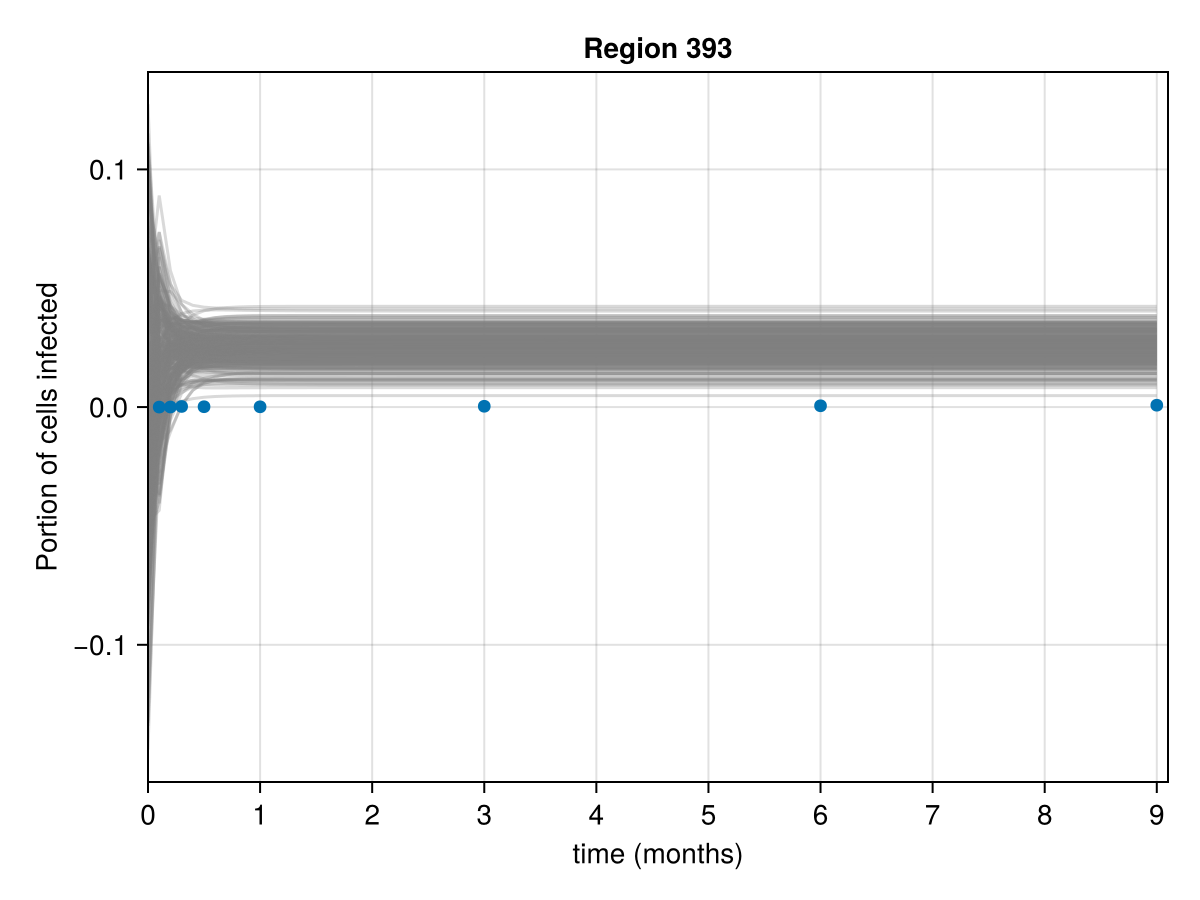 Region 393
Portion of cells infected
0.1
0.0
−0.1
0 1 2 3 4 5 6 7 8 9
time (months)